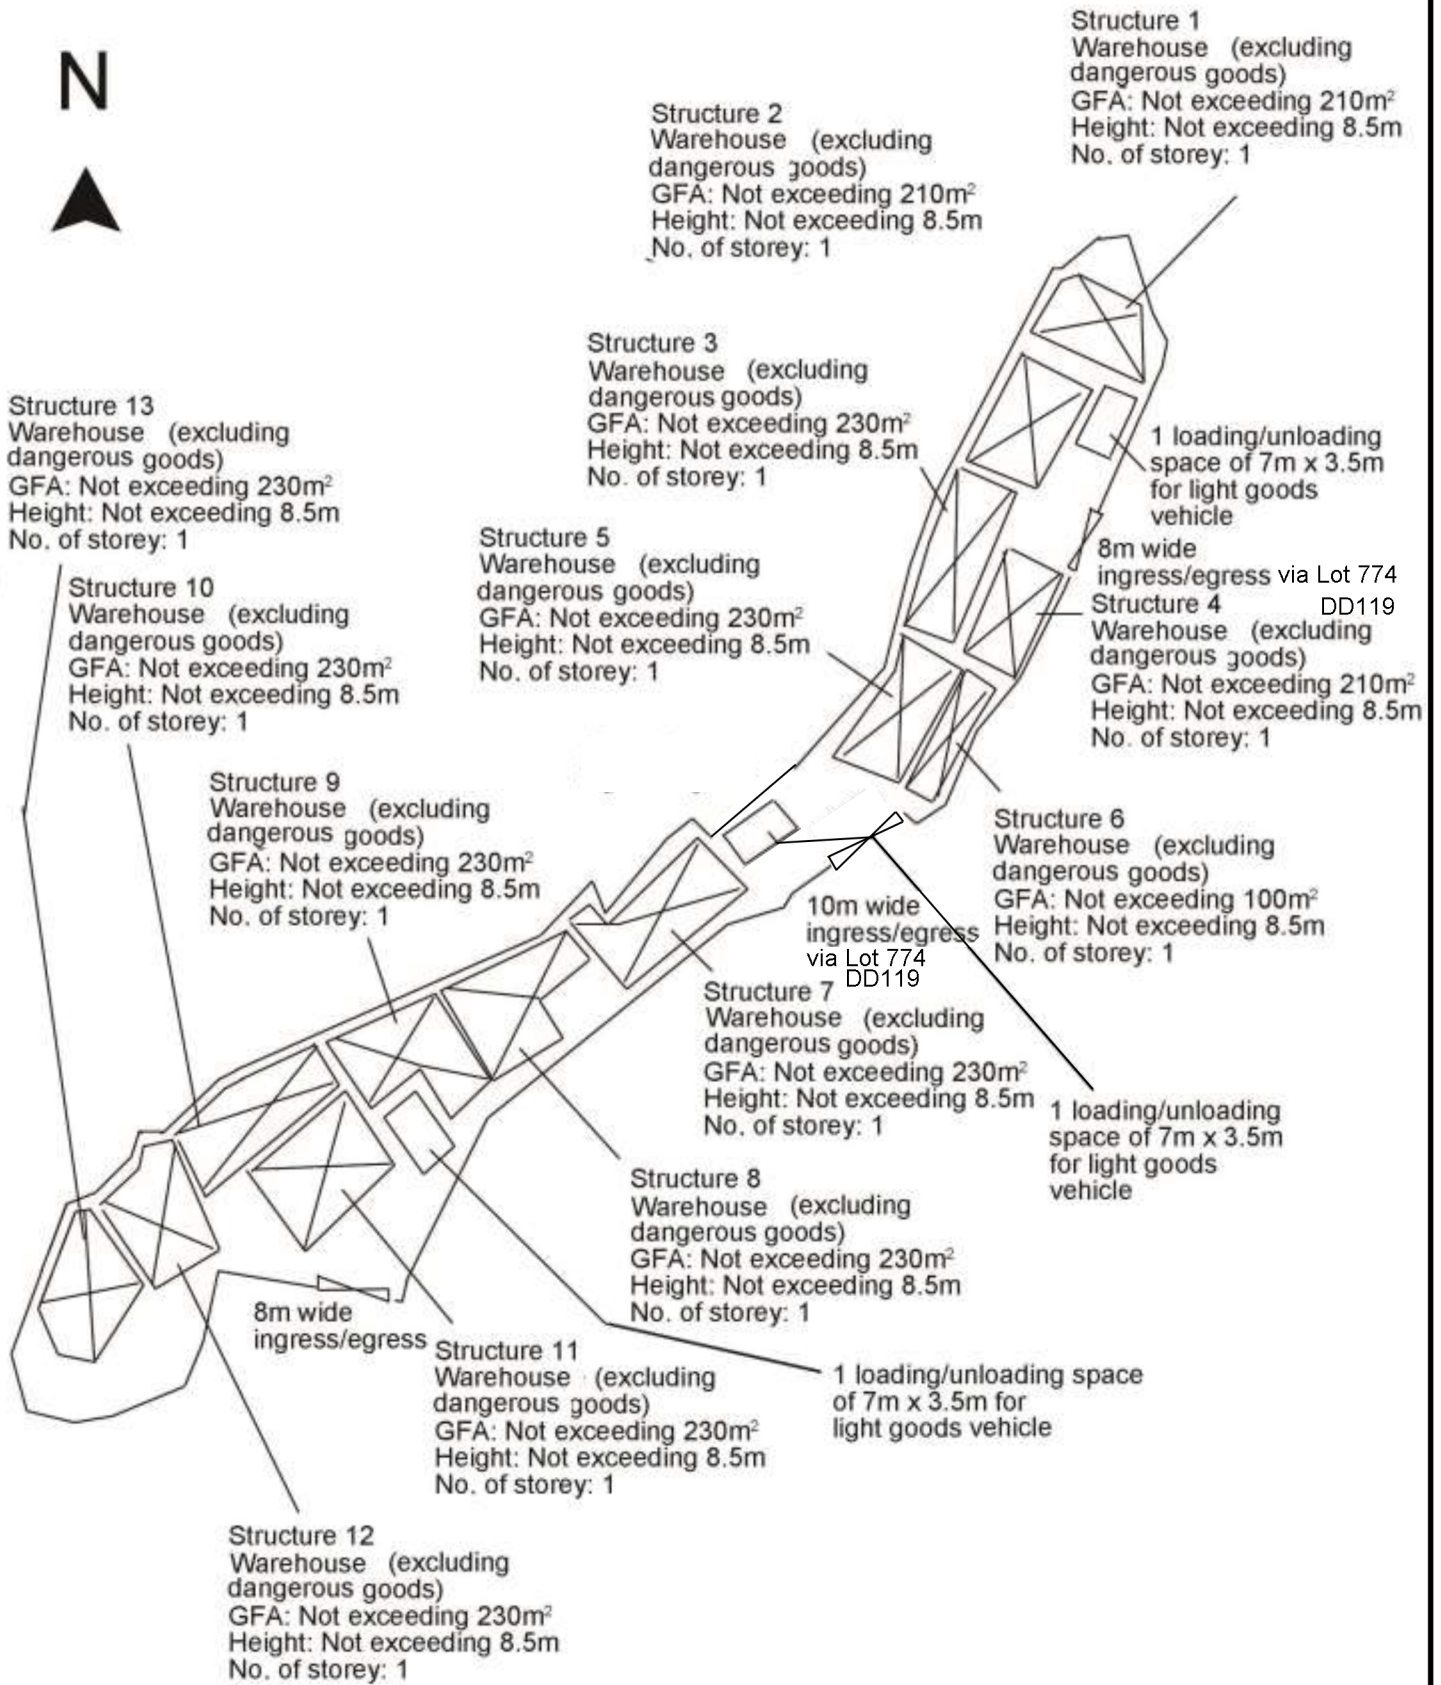 N
Structure 1
Warehouse (excluding
dangerous goods)
GFA: Not exceeding 210m²
Height: Not exceeding 8.5m
No. of storey: 1
Structure 2
Warehouse (excluding
dangerous goods)
GFA: Not exceeding 210m²
Height: Not exceeding 8.5m
No. of storey: 1
Structure 3
Warehouse (excluding
dangerous goods)
GFA: Not exceeding 230m²
Height: Not exceeding 8.5m
No. of storey: 1
Structure 13
Warehouse (excluding
dangerous goods)
GFA: Not exceeding 230m²
Height: Not exceeding 8.5m
No. of storey: 1
1 loading/unloading
space of 7m x 3.5m
for light goods
vehicle
8m wide
ingress/egress via Lot 774
DD119
Structure 5
Warehouse (excluding
dangerous goods)
GFA: Not exceeding 230m²
Height: Not exceeding 8.5m
No. of storey: 1
Structure 10
Warehouse (excluding
dangerous goods)
GFA: Not exceeding 230m²
Height: Not exceeding 8.5m
No. of storey: 1
Structure 4
Warehouse (excluding
dangerous goods)
GFA: Not exceeding 210m²
Height: Not exceeding 8.5m
No. of storey: 1
Structure 9
Warehouse (excluding
dangerous goods)
GFA: Not exceeding 230m²
Height: Not exceeding 8.5m
No. of storey: 1
Structure 6
Warehouse (excluding
dangerous goods)
GFA: Not exceeding 100m²
Height: Not exceeding 8.5m
No. of storey: 1
10m wide
ingress/egress
via Lot 774
DD119
Structure 7
Warehouse (excluding
dangerous goods)
GFA: Not exceeding 230m²
Height: Not exceeding 8.5m
No. of storey: 1
1 loading/unloading
space of 7m x 3.5m
for light goods
vehicle
Structure 8
Warehouse (excluding
dangerous goods)
GFA: Not exceeding 230m²
Height: Not exceeding 8.5m
No. of storey: 1
8m wide
ingress/egress
Structure 11
Warehouse (excluding
dangerous goods)
GFA: Not exceeding 230m²
Height: Not exceeding 8.5m
No. of storey: 1
1 loading/unloading space
of 7m x 3.5m for
light goods vehicle
Structure 12
Warehouse (excluding
dangerous goods)
GFA: Not exceeding 230m²
Height: Not exceeding 8.5m
No. of storey: 1